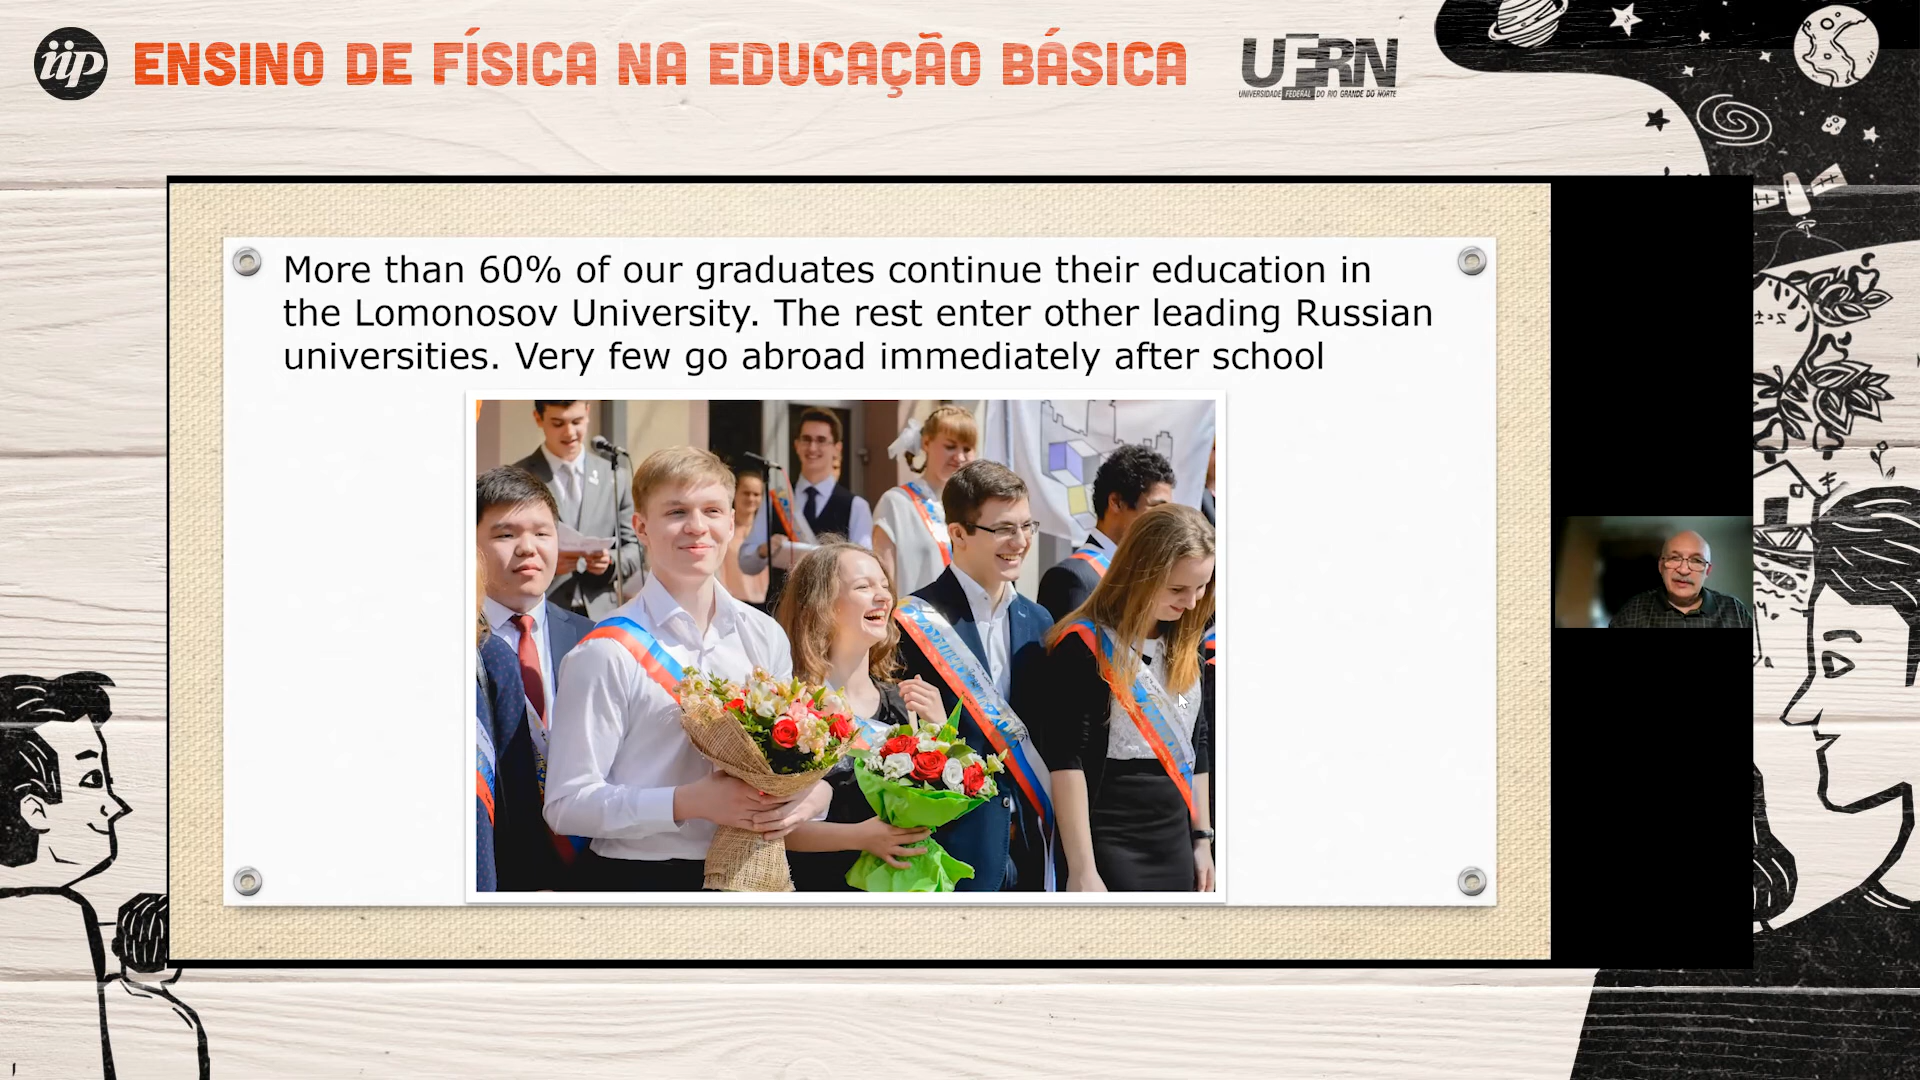 iip
ENSINO DE FÍSICA NA EDUCAÇÃO BÁSICA
UFRN
UNIVERSIDADE FEDERAL DO RIO GRANDE DO NORTE
More than 60% of our graduates continue their education in
the Lomonosov University. The rest enter other leading Russian
universities. Very few go abroad immediately after school